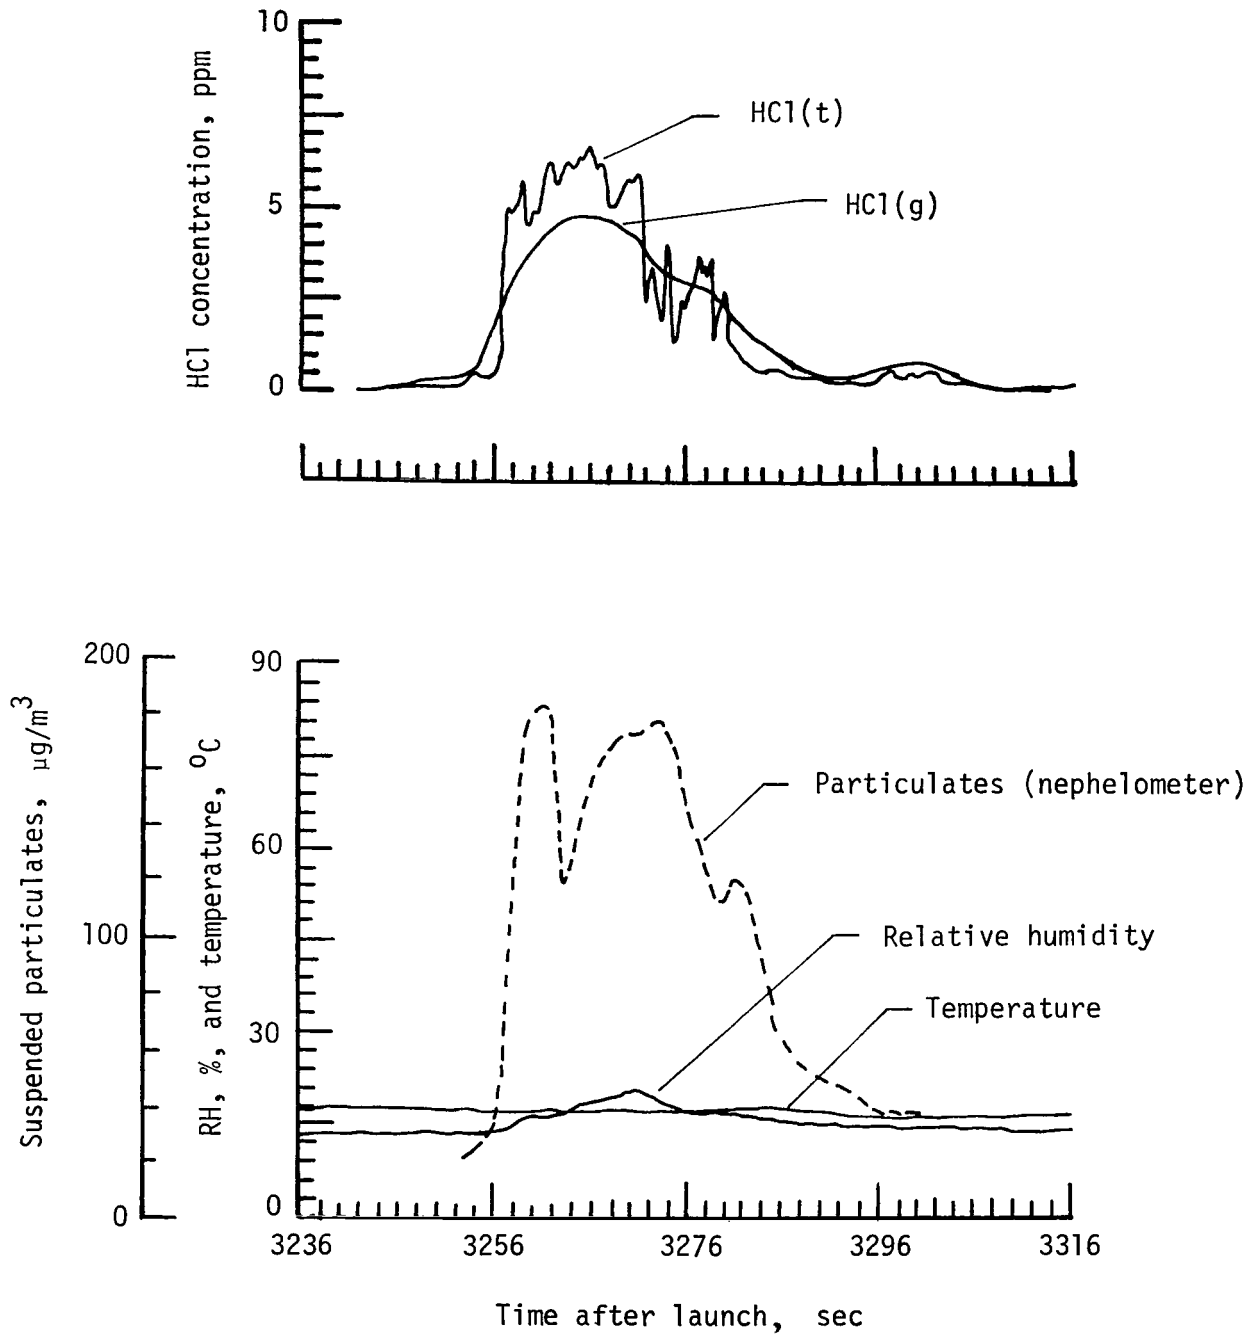 10
5
0
HCl concentration, ppm
HCl(t)
HCl(g)
200
100
0
Suspended particulates, μg/m³
90
60
30
0
RH, %, and temperature, °C
Particulates (nephelometer)
Relative humidity
Temperature
3236 3256 3276 3296 3316
Time after launch, sec